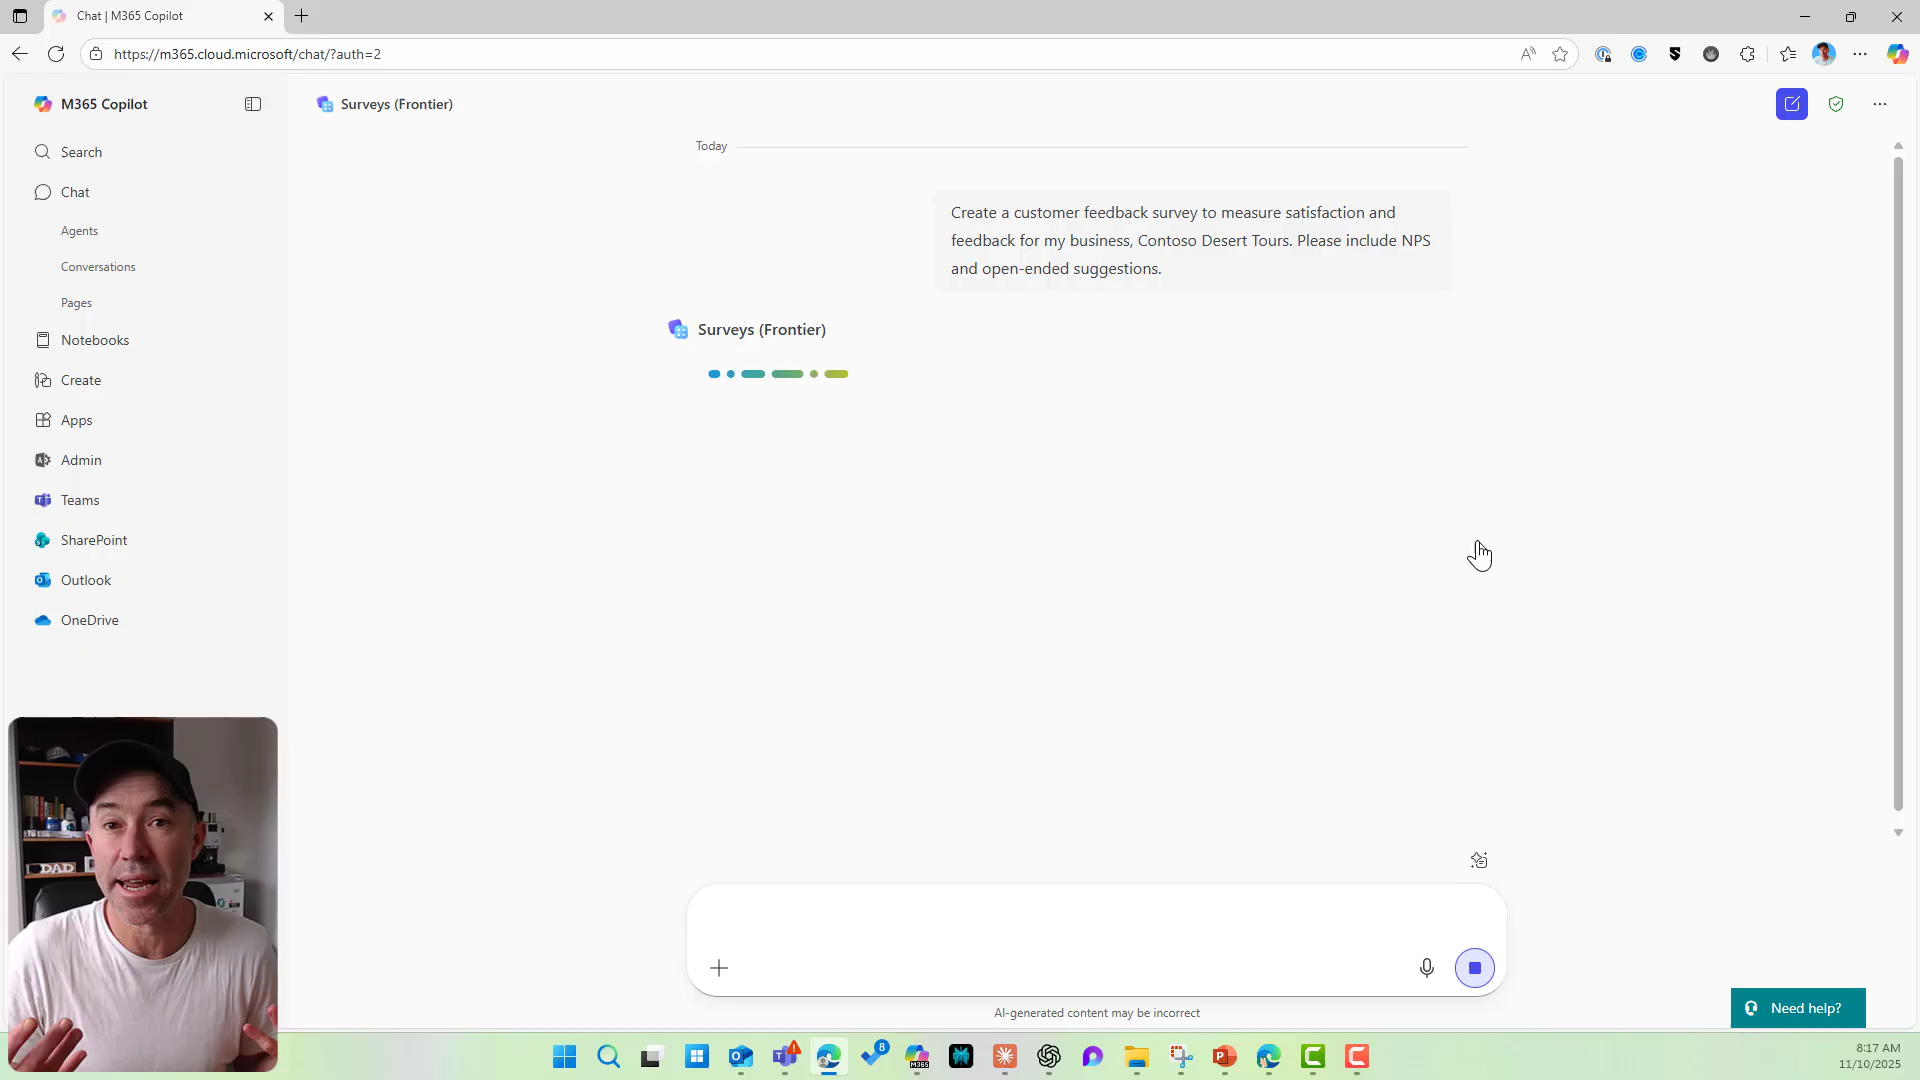 Chat | M365 Copilot
https://m365.cloud.microsoft/chat/?auth=2
M365 Copilot
Search
Chat
Agents
Conversations
Pages
Notebooks
Create
Apps
Admin
Teams
SharePoint
Outlook
OneDrive
Surveys (Frontier)
Today
Create a customer feedback survey to measure satisfaction and
feedback for my business, Contoso Desert Tours. Please include NPS
and open-ended suggestions.
Surveys (Frontier)
DAD
AI-generated content may be incorrect
Need help?
8
M365
8:17 AM
11/10/2025